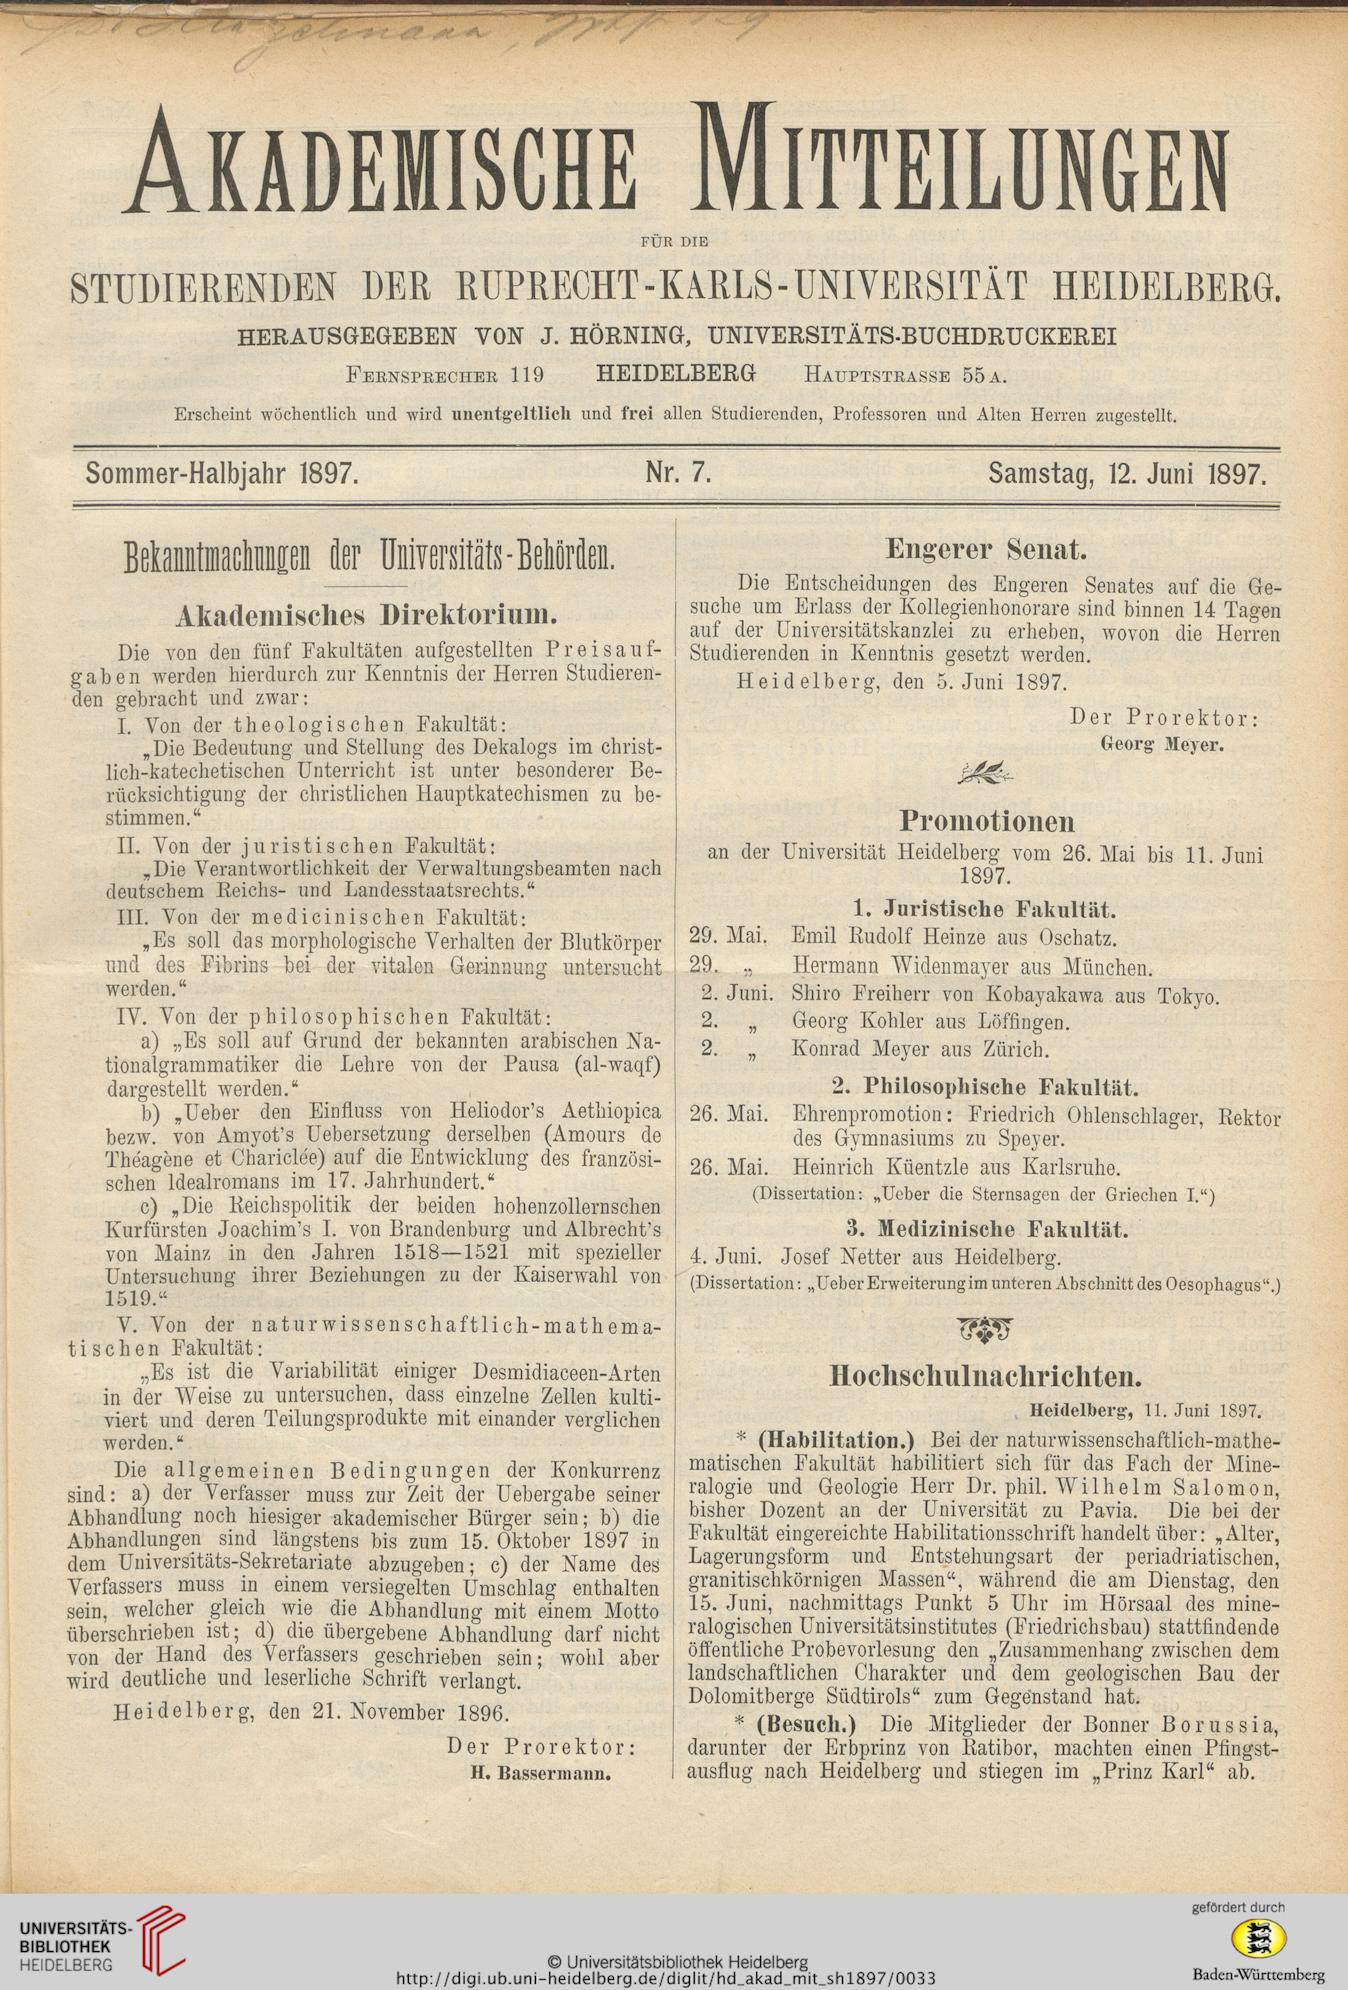 AKADEMISCHE MITTEILUNGEN
FÜR DIE
STUDIERENDEN DER RUPRECHT-KARLS-UNIVERSITÄT HEIDELBERG.
HERAUSGEGEBEN VON J. HÖRNING, UNIVERSITÄTS-BUCHDRUCKEREI
FERNSPRECHER 119 HEIDELBERG HAUPTSTRASSE 55 A.
Erscheint wöchentlich und wird unentgeltlich und frei allen Studierenden, Professoren und Alten Herren zugestellt.
Sommer-Halbjahr 1897. Nr. 7. Samstag, 12. Juni 1897.
Bekanntmachungen der Universitäts-Behörden.
Akademisches Direktorium.
Die von den fünf Fakultäten aufgestellten Preisauf-
gaben werden hierdurch zur Kenntnis der Herren Studieren-
den gebracht und zwar:
I. Von der theologischen Fakultät:
„Die Bedeutung und Stellung des Dekalogs im christ-
lich-katechetischen Unterricht ist unter besonderer Be-
rücksichtigung der christlichen Hauptkatechismen zu be-
stimmen.“
II. Von der juristischen Fakultät:
„Die Verantwortlichkeit der Verwaltungsbeamten nach
deutschem Reichs- und Landesstaatsrechts.“
III. Von der medicinischen Fakultät:
„Es soll das morphologische Verhalten der Blutkörper
und des Fibrins bei der vitalen Gerinnung untersucht
werden.“
IV. Von der philosophischen Fakultät:
a) „Es soll auf Grund der bekannten arabischen Na-
tionalgrammatiker die Lehre von der Pausa (al-waqf)
dargestellt werden.“
b) „Ueber den Einfluss von Heliodor's Aethiopica
bezw. von Amyot's Uebersetzung derselben (Amours de
Théagène et Chariclée) auf die Entwicklung des französi-
schen Idealromans im 17. Jahrhundert.“
c) „Die Reichspolitik der beiden hohenzollernschen
Kurfürsten Joachim's I. von Brandenburg und Albrecht's
von Mainz in den Jahren 1518—1521 mit spezieller
Untersuchung ihrer Beziehungen zu der Kaiserwahl von
1519.“
V. Von der naturwissenschaftlich-mathema-
tischen Fakultät:
„Es ist die Variabilität einiger Desmidiaceen-Arten
in der Weise zu untersuchen, dass einzelne Zellen kulti-
viert und deren Teilungsprodukte mit einander verglichen
werden.“
Die allgemeinen Bedingungen der Konkurrenz
sind: a) der Verfasser muss zur Zeit der Uebergabe seiner
Abhandlung noch hiesiger akademischer Bürger sein; b) die
Abhandlungen sind längstens bis zum 15. Oktober 1897 in
dem Universitäts-Sekretariate abzugeben; c) der Name des
Verfassers muss in einem versiegelten Umschlag enthalten
sein, welcher gleich wie die Abhandlung mit einem Motto
überschrieben ist; d) die übergebene Abhandlung darf nicht
von der Hand des Verfassers geschrieben sein; wohl aber
wird deutliche und leserliche Schrift verlangt.
Heidelberg, den 21. November 1896.
Der Prorektor:
H. Bassermann.
Engerer Senat.
Die Entscheidungen des Engeren Senates auf die Ge-
suche um Erlass der Kollegienhonorare sind binnen 14 Tagen
auf der Universitätskanzlei zu erheben, wovon die Herren
Studierenden in Kenntnis gesetzt werden.
Heidelberg, den 5. Juni 1897.
Der Prorektor:
Georg Meyer.
Promotionen
an der Universität Heidelberg vom 26. Mai bis 11. Juni
1897.
1. Juristische Fakultät.
29. Mai. Emil Rudolf Heinze aus Oschatz.
29. „ Hermann Widenmayer aus München.
2. Juni. Shiro Freiherr von Kobayakawa aus Tokyo.
2. „ Georg Kohler aus Löffingen.
2. „ Konrad Meyer aus Zürich.
2. Philosophische Fakultät.
26. Mai. Ehrenpromotion: Friedrich Ohlenschlager, Rektor
des Gymnasiums zu Speyer.
26. Mai. Heinrich Küentzle aus Karlsruhe.
(Dissertation: „Ueber die Sternsagen der Griechen I.“)
3. Medizinische Fakultät.
4. Juni. Josef Netter aus Heidelberg.
(Dissertation: „Ueber Erweiterung im unteren Abschnitt des Oesophagus“.)
Hochschulnachrichten.
Heidelberg, 11. Juni 1897.
* (Habilitation.) Bei der naturwissenschaftlich-mathe-
matischen Fakultät habilitiert sich für das Fach der Mine-
ralogie und Geologie Herr Dr. phil. Wilhelm Salomon,
bisher Dozent an der Universität zu Pavia. Die bei der
Fakultät eingereichte Habilitationsschrift handelt über: „Alter,
Lagerungsform und Entstehungsart der periadriatischen,
granitischkörnigen Massen“, während die am Dienstag, den
15. Juni, nachmittags Punkt 5 Uhr im Hörsaal des mine-
ralogischen Universitätsinstitutes (Friedrichsbau) stattfindende
öffentliche Probevorlesung den „Zusammenhang zwischen dem
landschaftlichen Charakter und dem geologischen Bau der
Dolomitberge Südtirols“ zum Gegenstand hat.
* (Besuch.) Die Mitglieder der Bonner Borussia,
darunter der Erbprinz von Ratibor, machten einen Pfingst-
ausflug nach Heidelberg und stiegen im „Prinz Karl“ ab.
UNIVERSITÄTS-
BIBLIOTHEK
HEIDELBERG
© Universitätsbibliothek Heidelberg
http://digi.ub.uni-heidelberg.de/diglit/hd_akad_mit_sh1897/0033
gefördert durch
Baden-Württemberg